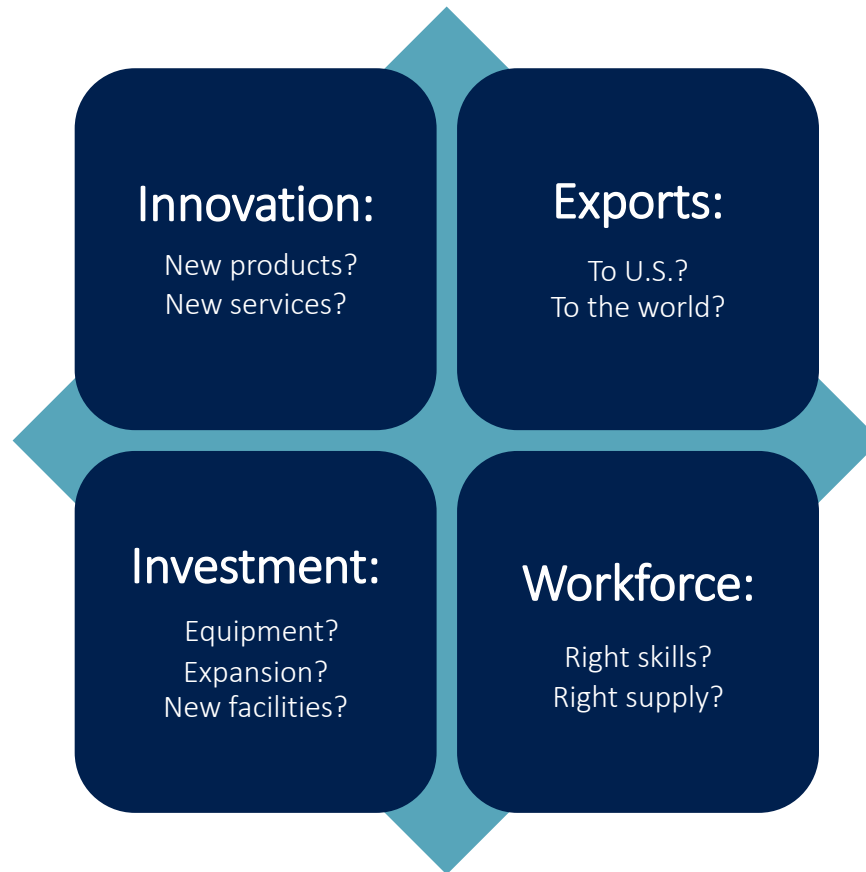 Innovation:
New products?
New services?
Exports:
To U.S.?
To the world?
Investment:
Equipment?
Expansion?
New facilities?
Workforce:
Right skills?
Right supply?